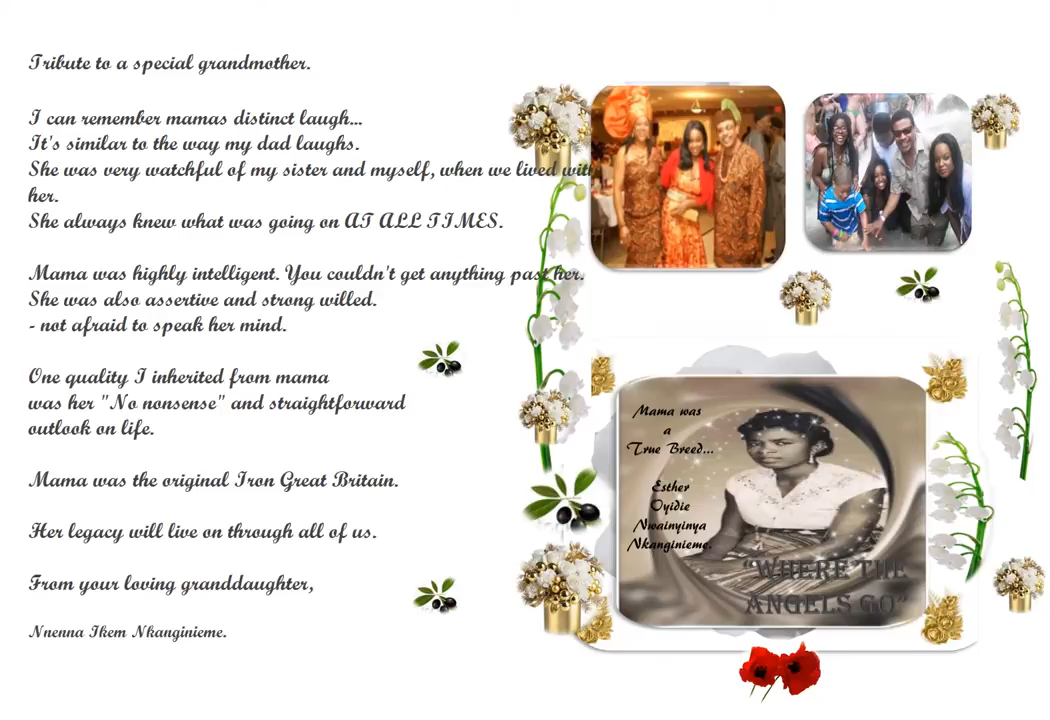 Tribute to a special grandmother.
I can remember mamas distinct laugh...
It's similar to the way my dad laughs.
She was very watchful of my sister and myself, when we lived with
her.
She always knew what was going on AT ALL TIMES.
Mama was highly intelligent. You couldn't get anything past her.
She was also assertive and strong willed.
- not afraid to speak her mind.
One quality I inherited from mama
was her "No nonsense" and straightforward
outlook on life.
Mama was the original Iron Great Britain.
Her legacy will live on through all of us.
From your loving granddaughter,
Nnenna Ikem Nkanginieme.
Mama was
a
True Breed...
Esther
Oyidie
Nwainyinya
Nkanginieme.
"WHERE THE
ANGELS GO"